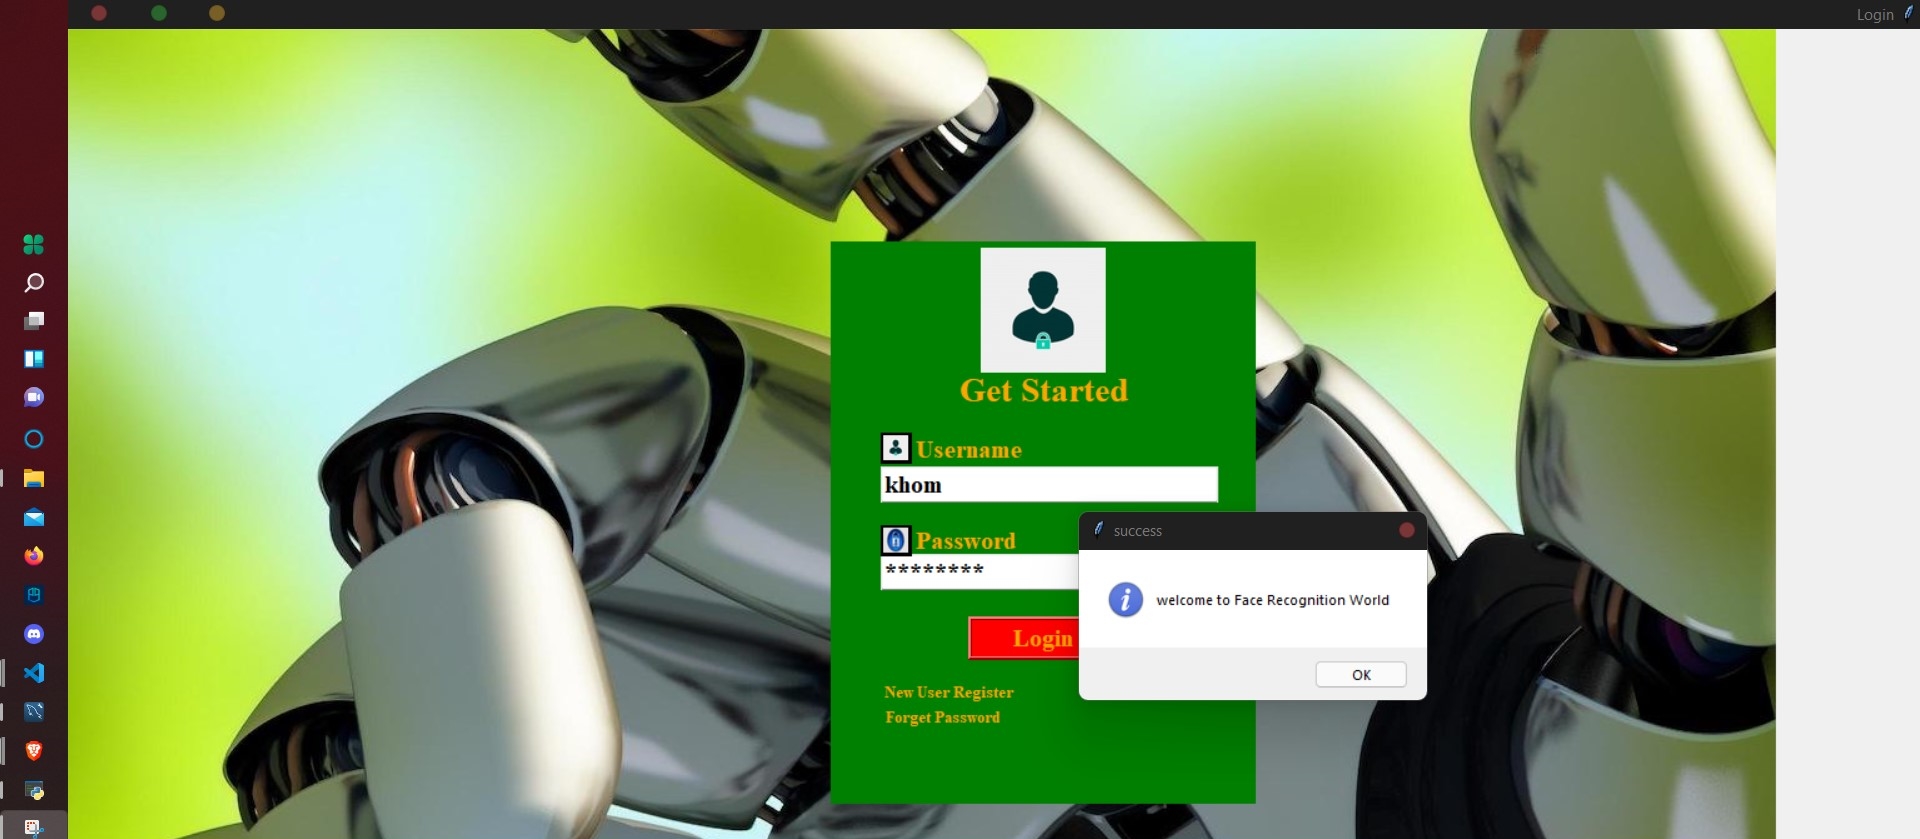 Login
Get Started
Username
khom
Password
********
success
welcome to Face Recognition World
OK
Login
New User Register
Forget Password